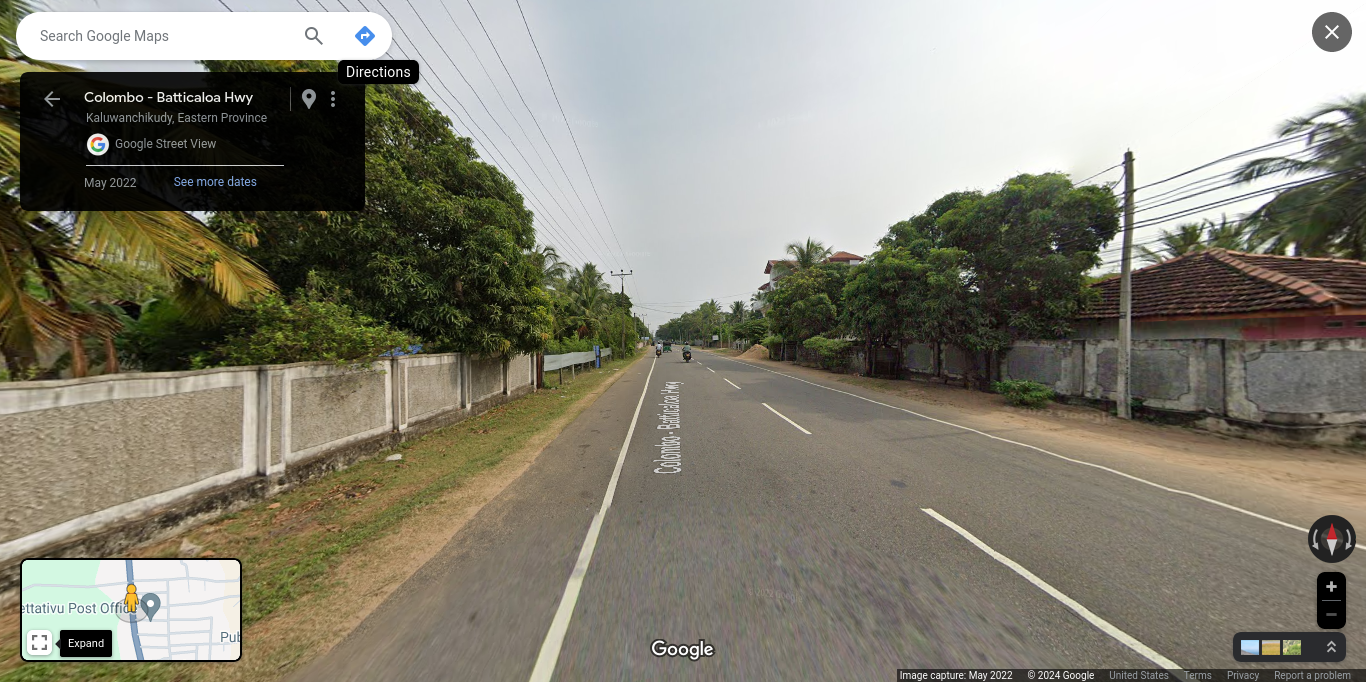 Search Google Maps
Directions
Colombo - Batticaloa Hwy
Kaluwanchikudy, Eastern Province
Google Street View
May 2022
See more dates
Colombo - Batticaloa Hwy
ettativu Post Offic
Pub
Expand
Google
Image capture: May 2022
© 2024 Google
United States
Terms
Privacy
Report a problem